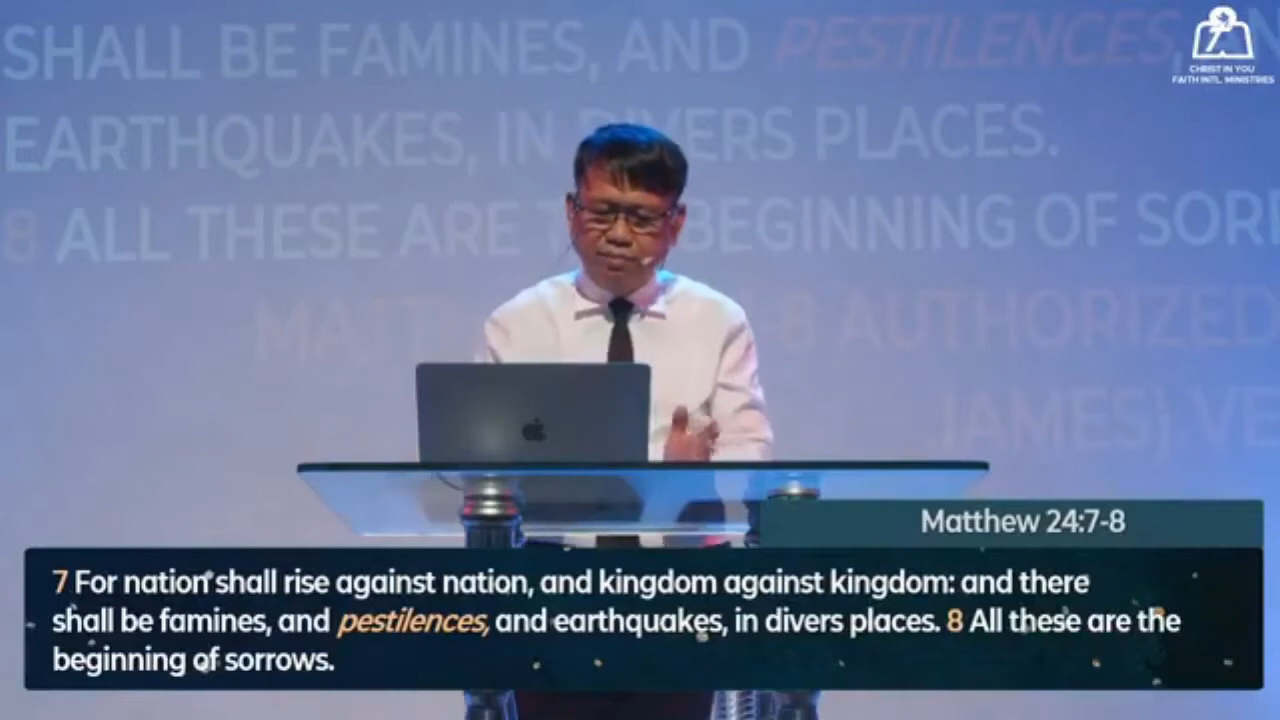 SHALL BE FAMINES, AND PESTILENCES,
EARTHQUAKES, IN DIVERS PLACES.
8 ALL THESE ARE BEGINNING OF
8 AUTHORIZED
JAMES)
CHRIST IN YOU
FAITH INTL. MINISTRIES
Matthew 24:7-8
7 For nation shall rise against nation, and kingdom against kingdom: and there
shall be famines, and pestilences, and earthquakes, in divers places. 8 All these are the
beginning of sorrows.